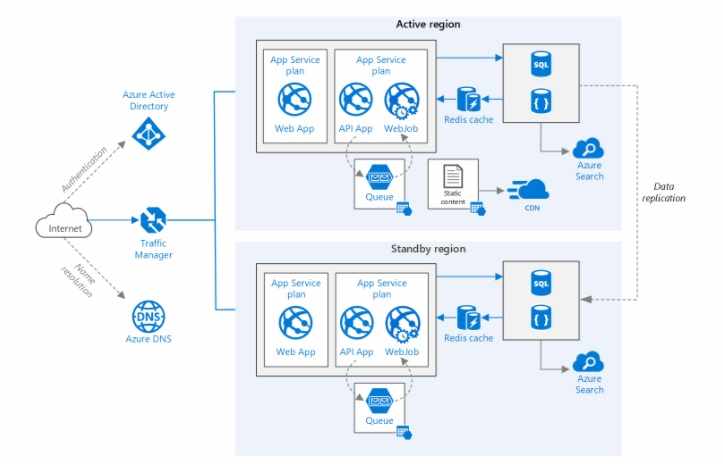 Active region
App Service
plan
Web App
App Service
plan
API App
WebJob
SQL
{ }
Redis cache
Azure
Search
Queue
Static
content
CDN
Azure Active
Directory
Authentication
Internet
Traffic
Manager
Name
resolution
DNS
Azure DNS
Data
replication
Standby region
App Service
plan
Web App
App Service
plan
API App
WebJob
SQL
{ }
Redis cache
Azure
Search
Queue